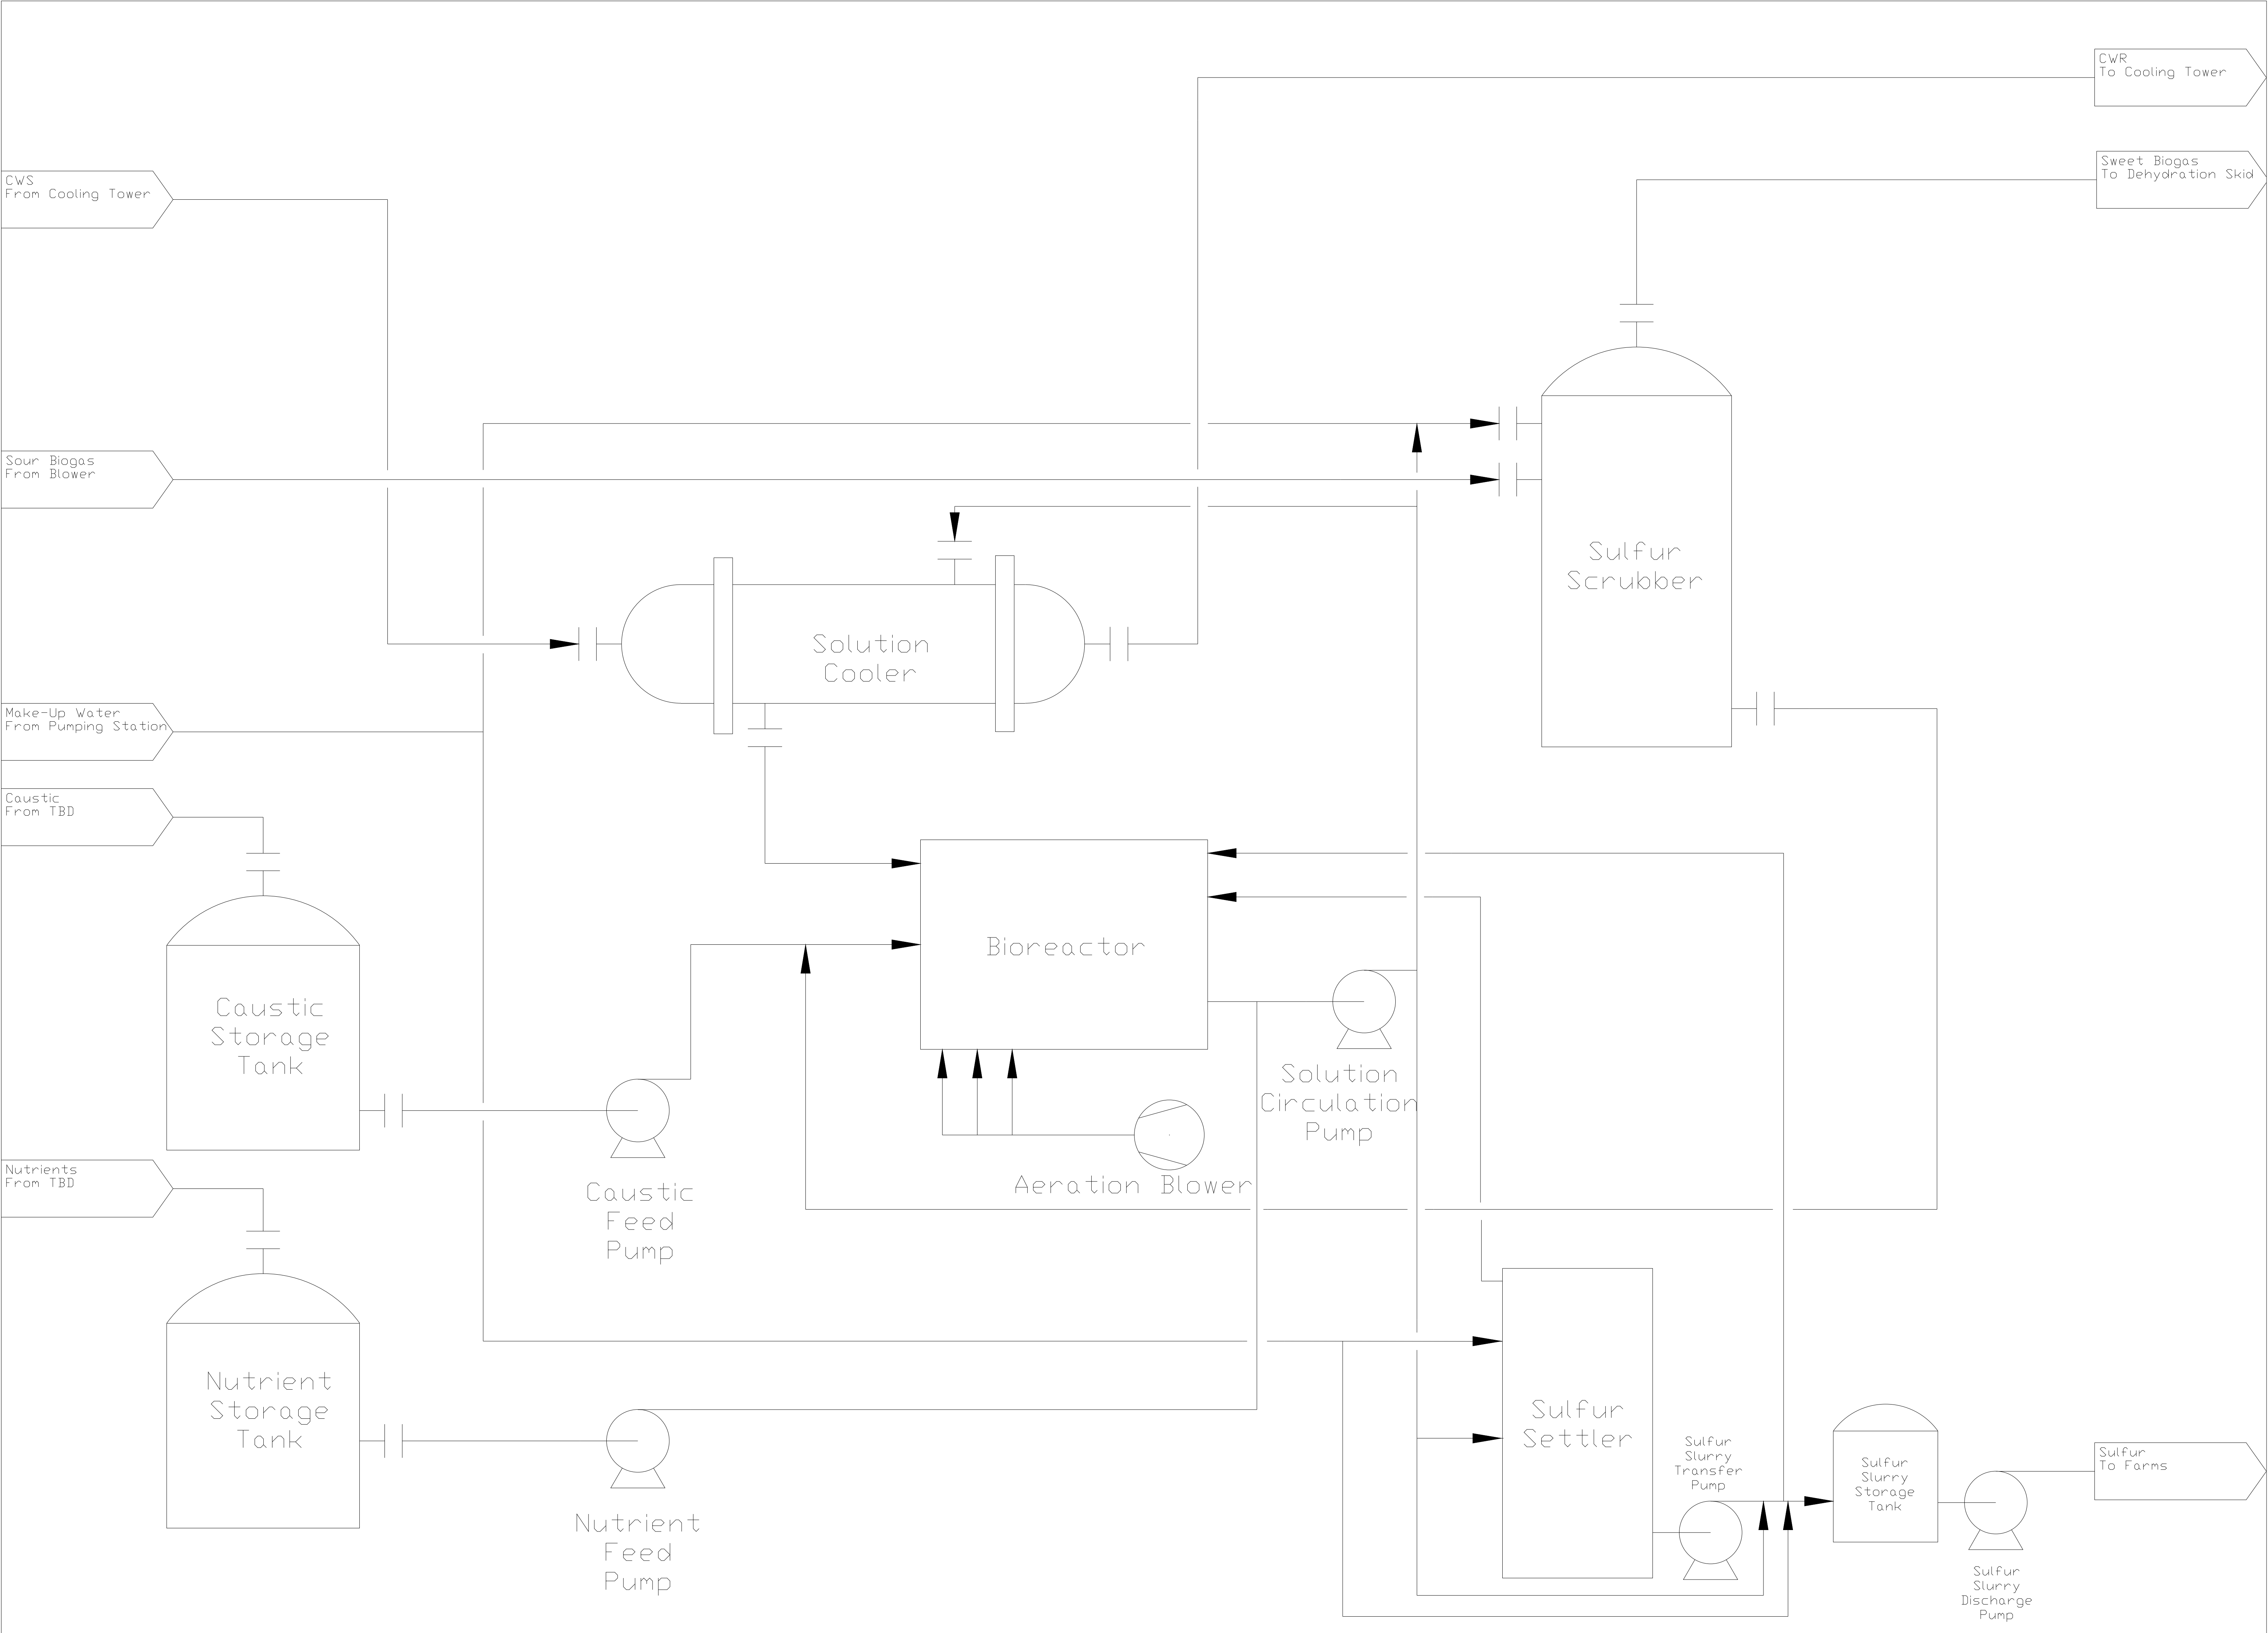 CWR
To Cooling Tower
Sweet Biogas
To Dehydration Skid
CWS
From Cooling Tower
Sour Biogas
From Blower
Sulfur
Scrubber
Solution
Cooler
Make-Up Water
From Pumping Station
Caustic
From TBD
Bioreactor
Caustic
Storage
Tank
Solution
Circulation
Pump
Aeration Blower
Nutrients
From TBD
Caustic
Feed
Pump
Nutrient
Storage
Tank
Sulfur
Settler
Sulfur
Slurry
Transfer
Pump
Sulfur
Slurry
Storage
Tank
Sulfur
To Farms
Nutrient
Feed
Pump
Sulfur
Slurry
Discharge
Pump